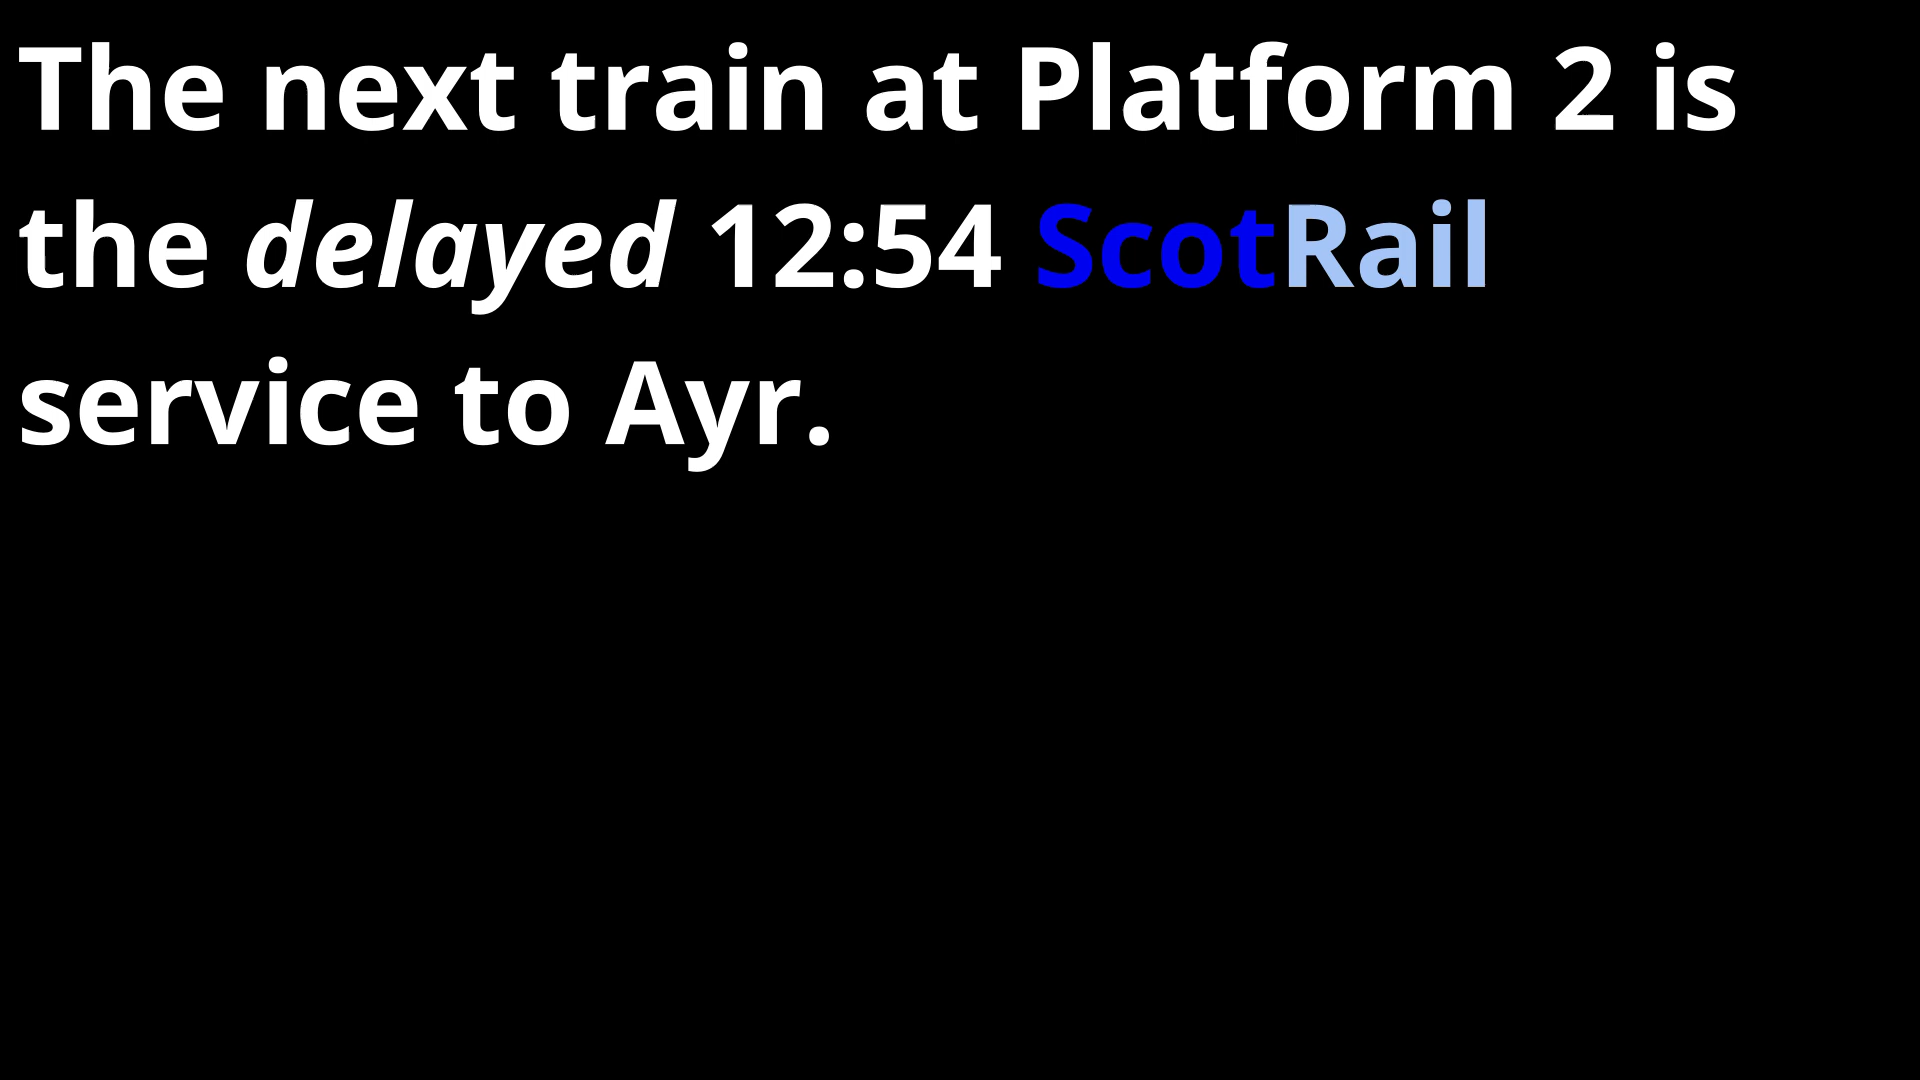 The next train at Platform 2 is
the delayed 12:54 ScotRail
service to Ayr.